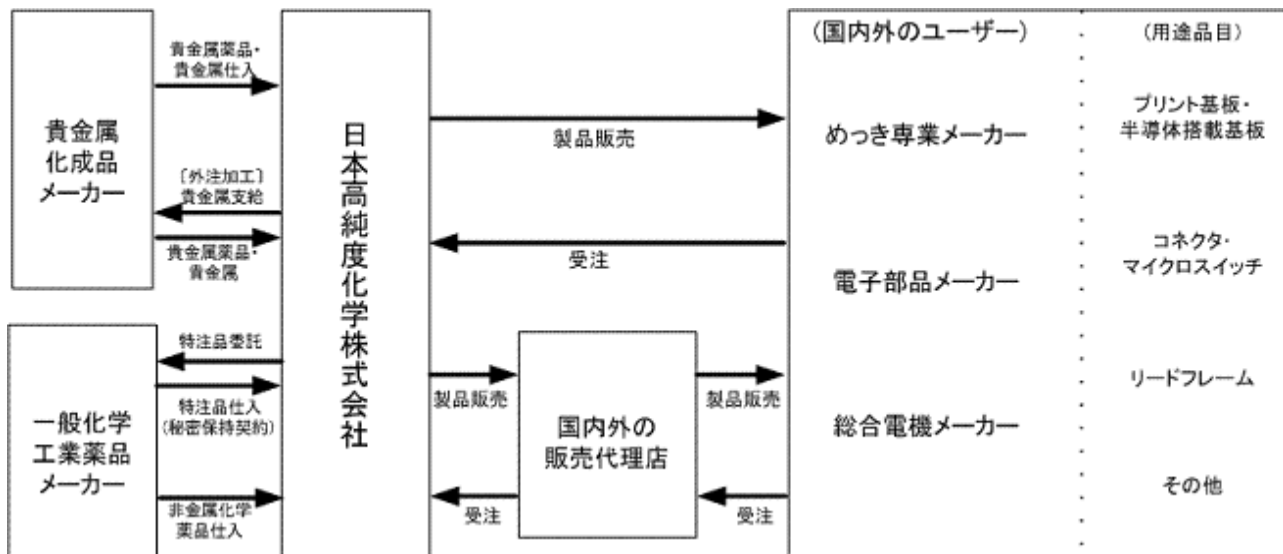 貴金属薬品・
貴金属仕入
貴金属
化成品
メーカー
〔外注加工〕
貴金属支給
貴金属薬品・
貴金属
特注品委託
特注品仕入
(秘密保持契約)
一般化学
工業薬品
メーカー
非金属化学
薬品仕入
日本高純度化学株式会社
製品販売
受注
製品販売
国内外の
販売代理店
製品販売
受注
受注
(国内外のユーザー)
めっき専業メーカー
電子部品メーカー
総合電機メーカー
(用途品目)
プリント基板・
半導体搭載基板
コネクタ・
マイクロスイッチ
リードフレーム
その他